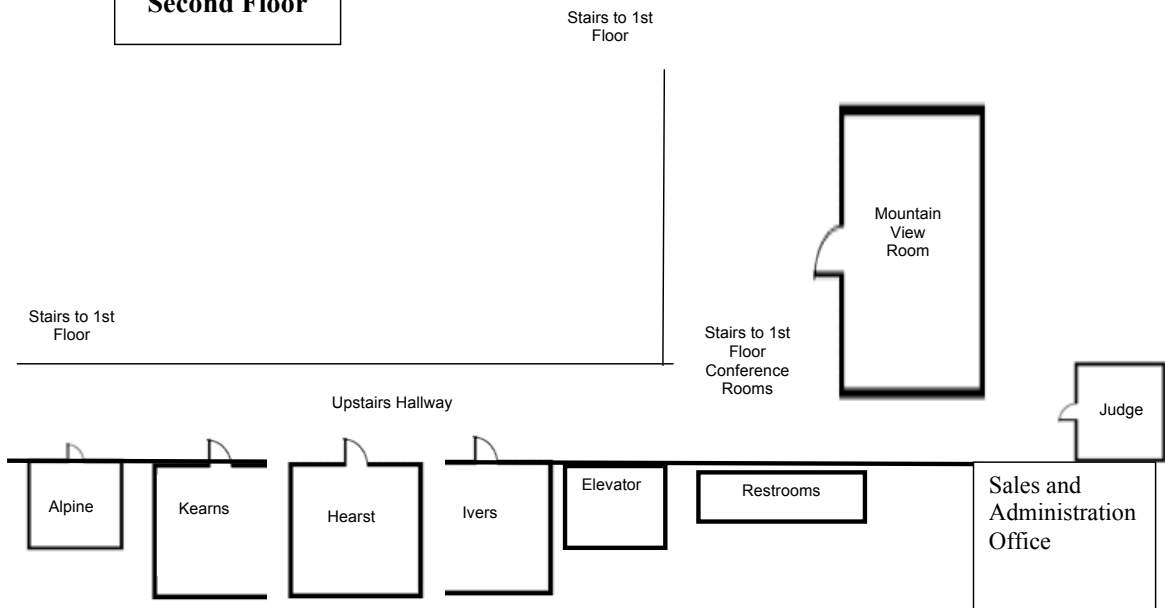 Second Floor
Stairs to 1st
Floor
Mountain
View
Room
Stairs to 1st
Floor
Stairs to 1st
Floor
Conference
Rooms
Upstairs Hallway
Judge
Alpine
Kearns
Hearst
Ivers
Elevator
Restrooms
Sales and
Administration
Office